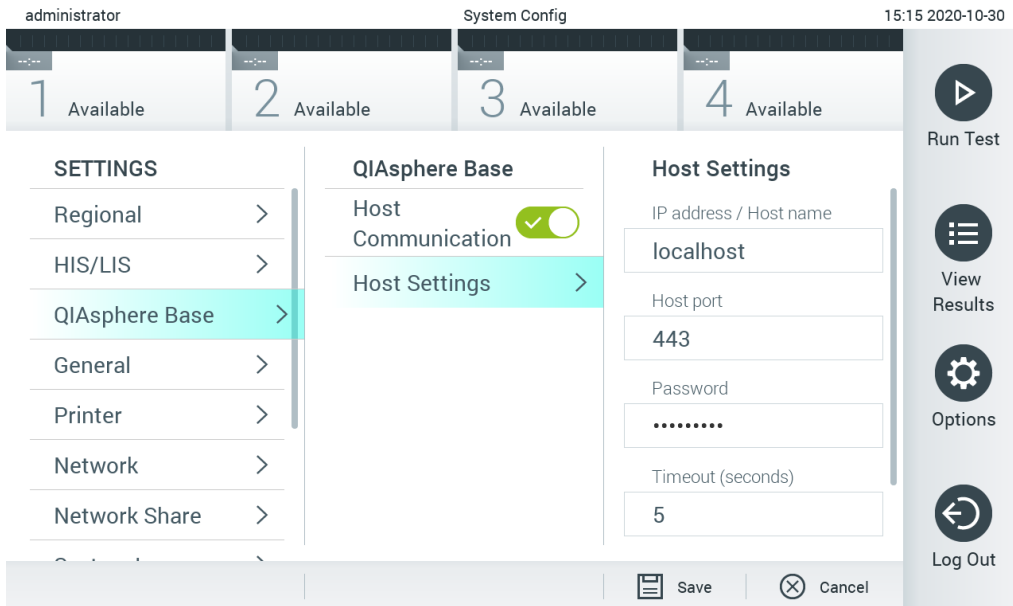 administrator
System Config
15:15 2020-10-30
--:--
--:--
--:--
--:--
1 Available
2 Available
3 Available
4 Available
Run Test
View
Results
Options
Log Out
SETTINGS
Regional
HIS/LIS
QIAsphere Base
General
Printer
Network
Network Share
QIAsphere Base
Host
Communication
Host Settings
Host Settings
IP address / Host name
localhost
Host port
443
Password
•••••••••
Timeout (seconds)
5
Save
Cancel